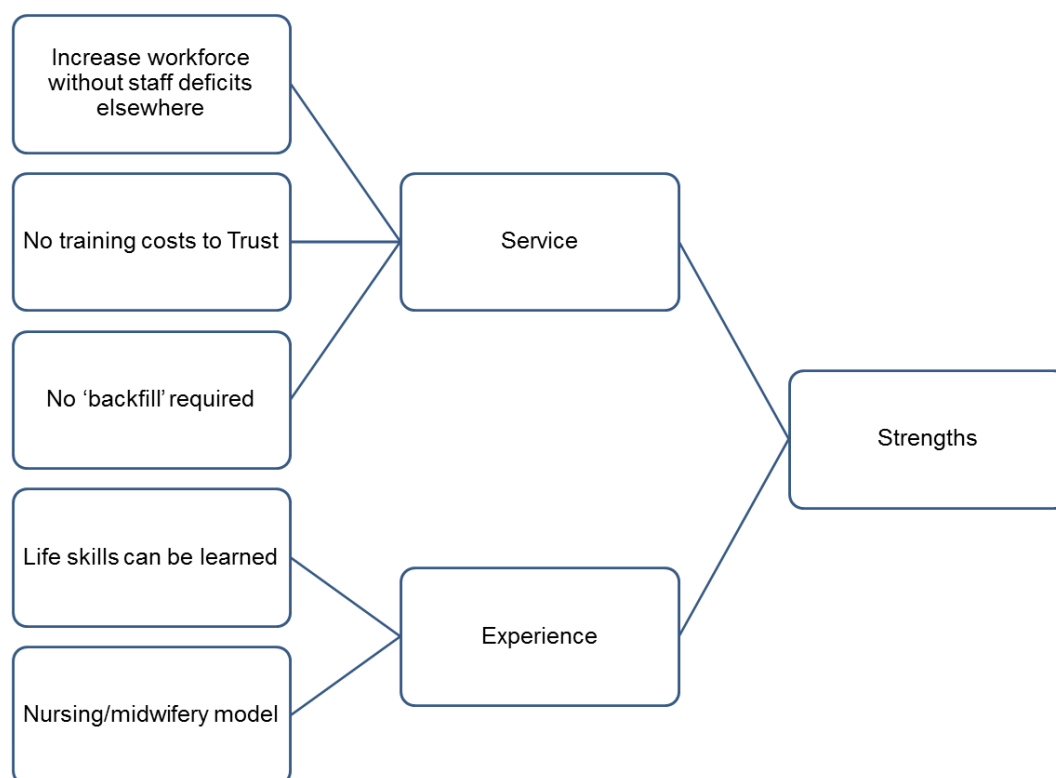 Increase workforce
without staff deficits
elsewhere
No training costs to Trust
No ‘backfill’ required
Life skills can be learned
Nursing/midwifery model
Service
Experience
Strengths